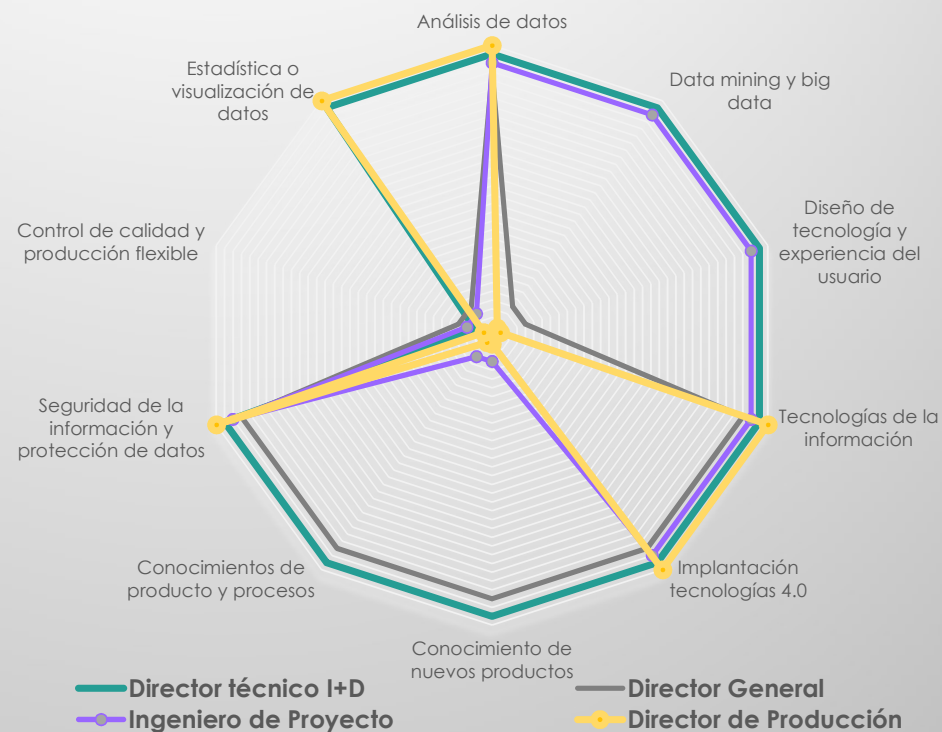 Análisis de datos
Data mining y big
data
Diseño de
tecnología y
experiencia del
usuario
Tecnologías de la
información
Implantación
tecnologías 4.0
Conocimiento de
nuevos productos
Conocimientos de
producto y procesos
Seguridad de la
información y
protección de datos
Control de calidad y
producción flexible
Estadística o
visualización de
datos
Director técnico I+D
Director General
Ingeniero de Proyecto
Director de Producción